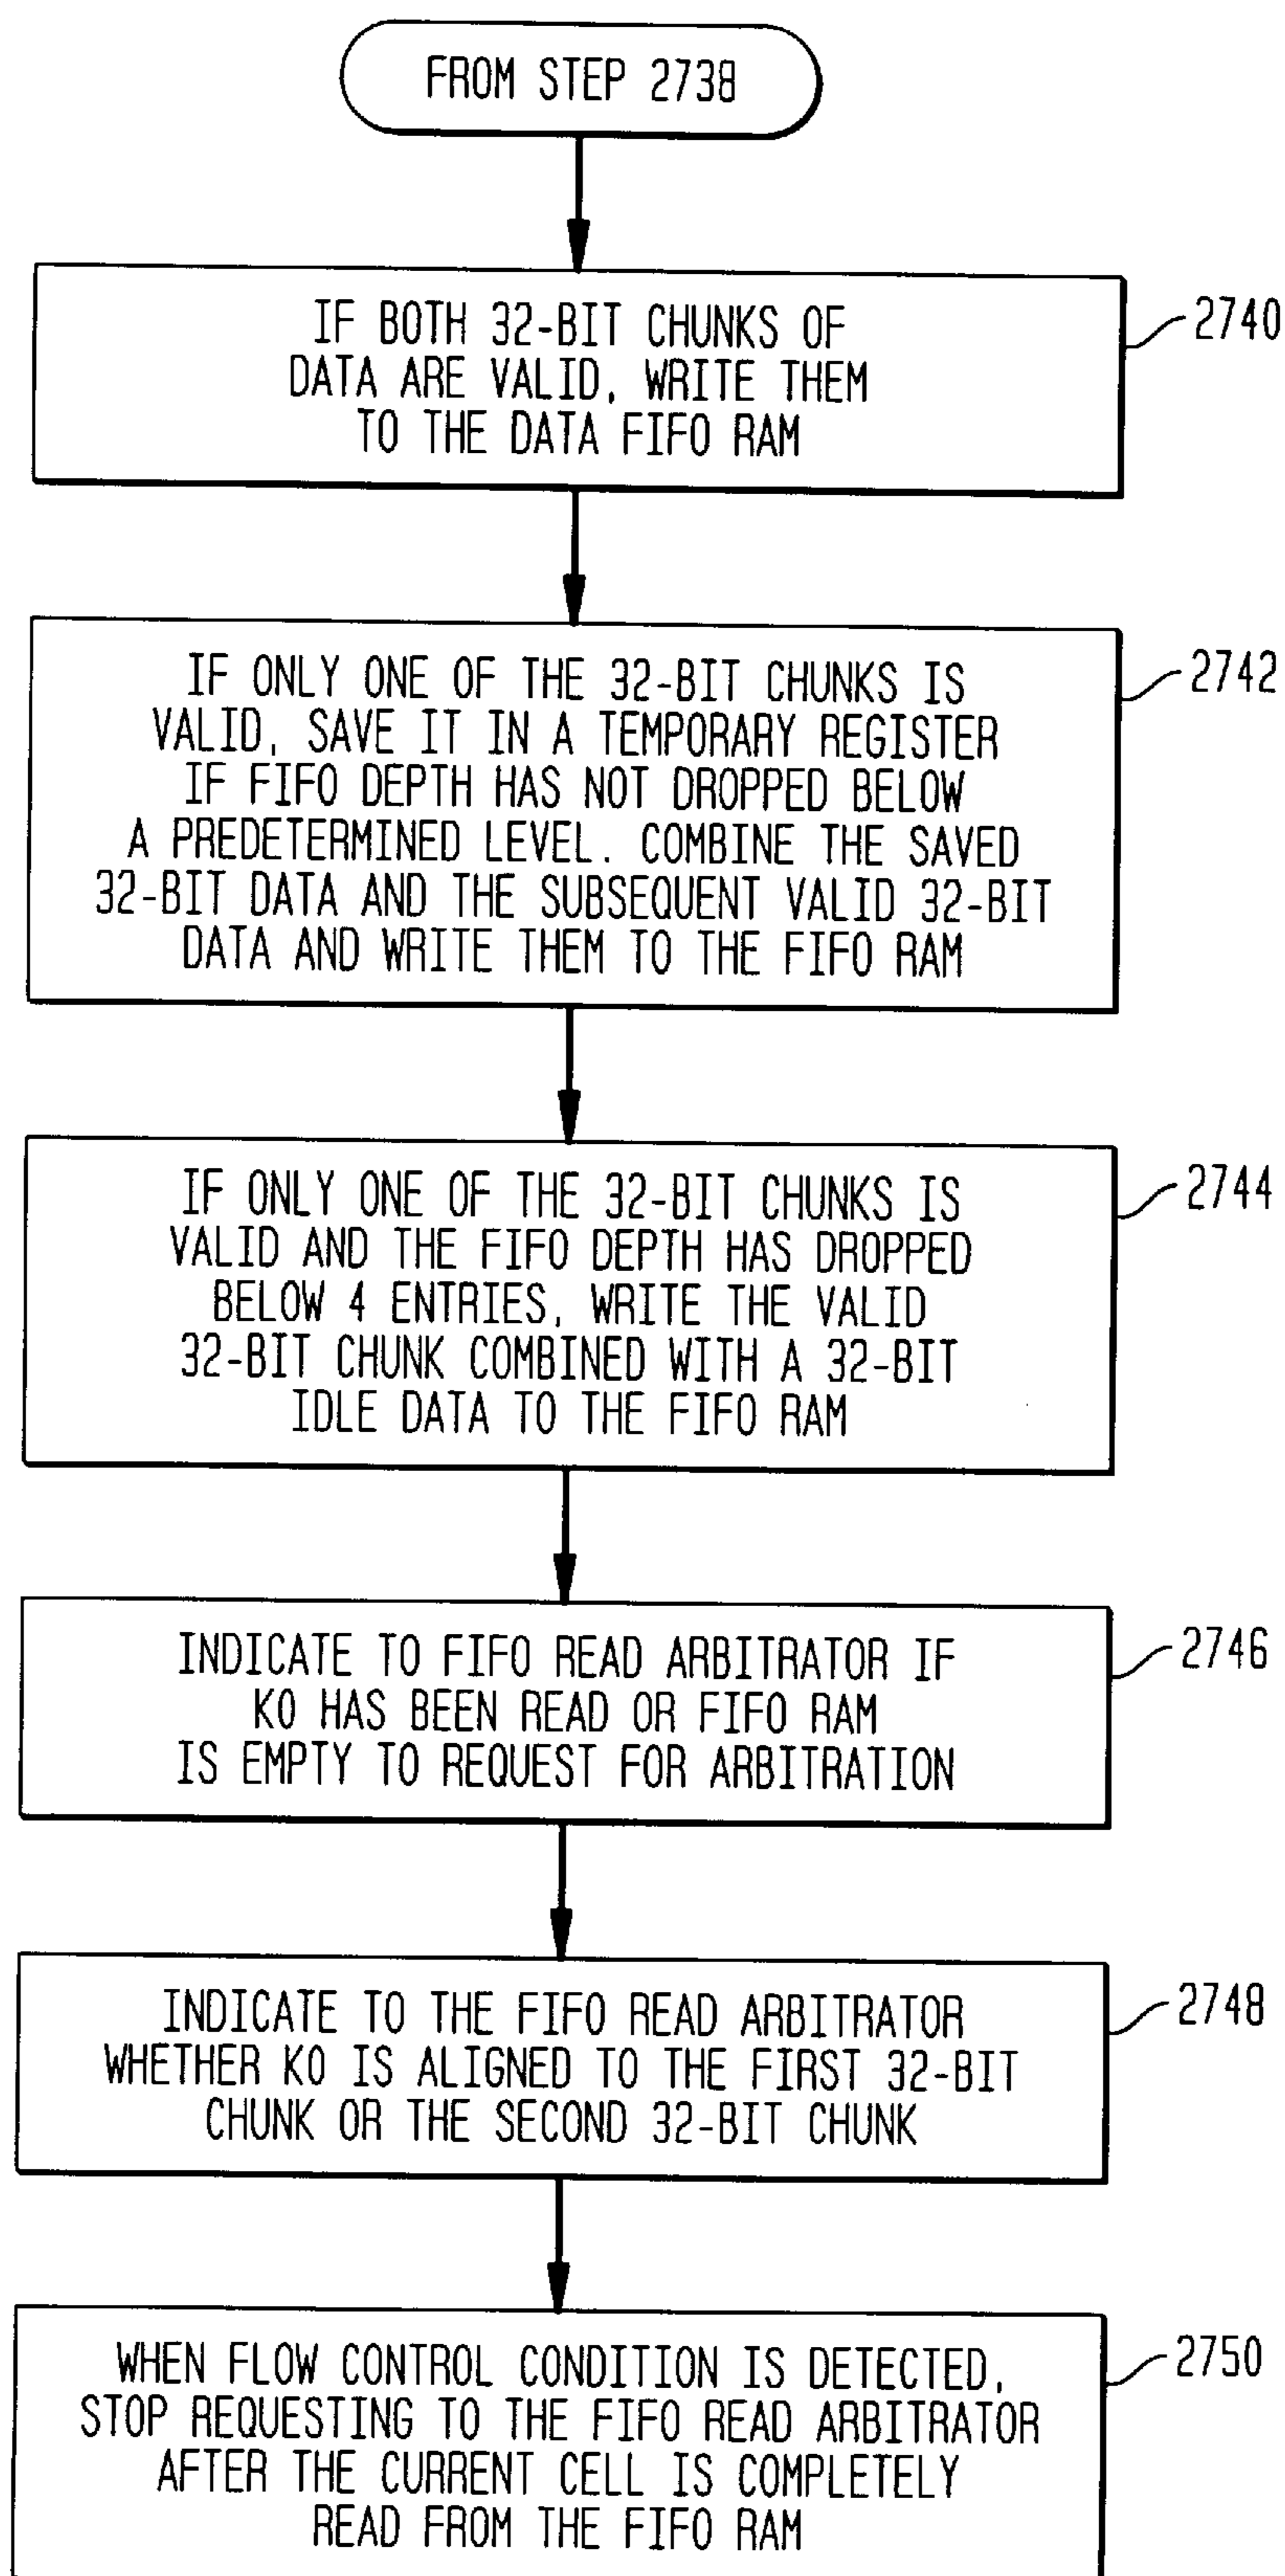 FROM STEP 2738
IF BOTH 32-BIT CHUNKS OF
DATA ARE VALID, WRITE THEM
TO THE DATA FIFO RAM
2740
IF ONLY ONE OF THE 32-BIT CHUNKS IS
VALID, SAVE IT IN A TEMPORARY REGISTER
IF FIFO DEPTH HAS NOT DROPPED BELOW
A PREDETERMINED LEVEL. COMBINE THE SAVED
32-BIT DATA AND THE SUBSEQUENT VALID 32-BIT
DATA AND WRITE THEM TO THE FIFO RAM
2742
IF ONLY ONE OF THE 32-BIT CHUNKS IS
VALID AND THE FIFO DEPTH HAS DROPPED
BELOW 4 ENTRIES, WRITE THE VALID
32-BIT CHUNK COMBINED WITH A 32-BIT
IDLE DATA TO THE FIFO RAM
2744
INDICATE TO FIFO READ ARBITRATOR IF
K0 HAS BEEN READ OR FIFO RAM
IS EMPTY TO REQUEST FOR ARBITRATION
2746
INDICATE TO THE FIFO READ ARBITRATOR
WHETHER K0 IS ALIGNED TO THE FIRST 32-BIT
CHUNK OR THE SECOND 32-BIT CHUNK
2748
WHEN FLOW CONTROL CONDITION IS DETECTED,
STOP REQUESTING TO THE FIFO READ ARBITRATOR
AFTER THE CURRENT CELL IS COMPLETELY
READ FROM THE FIFO RAM
2750